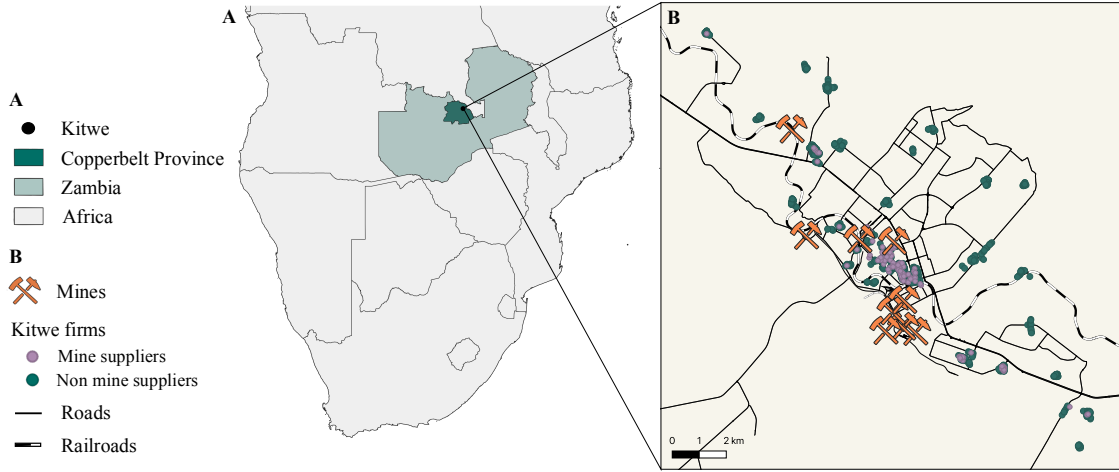 A
Kitwe
Copperbelt Province
Zambia
Africa
B
Mines
Kitwe firms
Mine suppliers
Non mine suppliers
Roads
Railroads
A
B
0 1 2 km